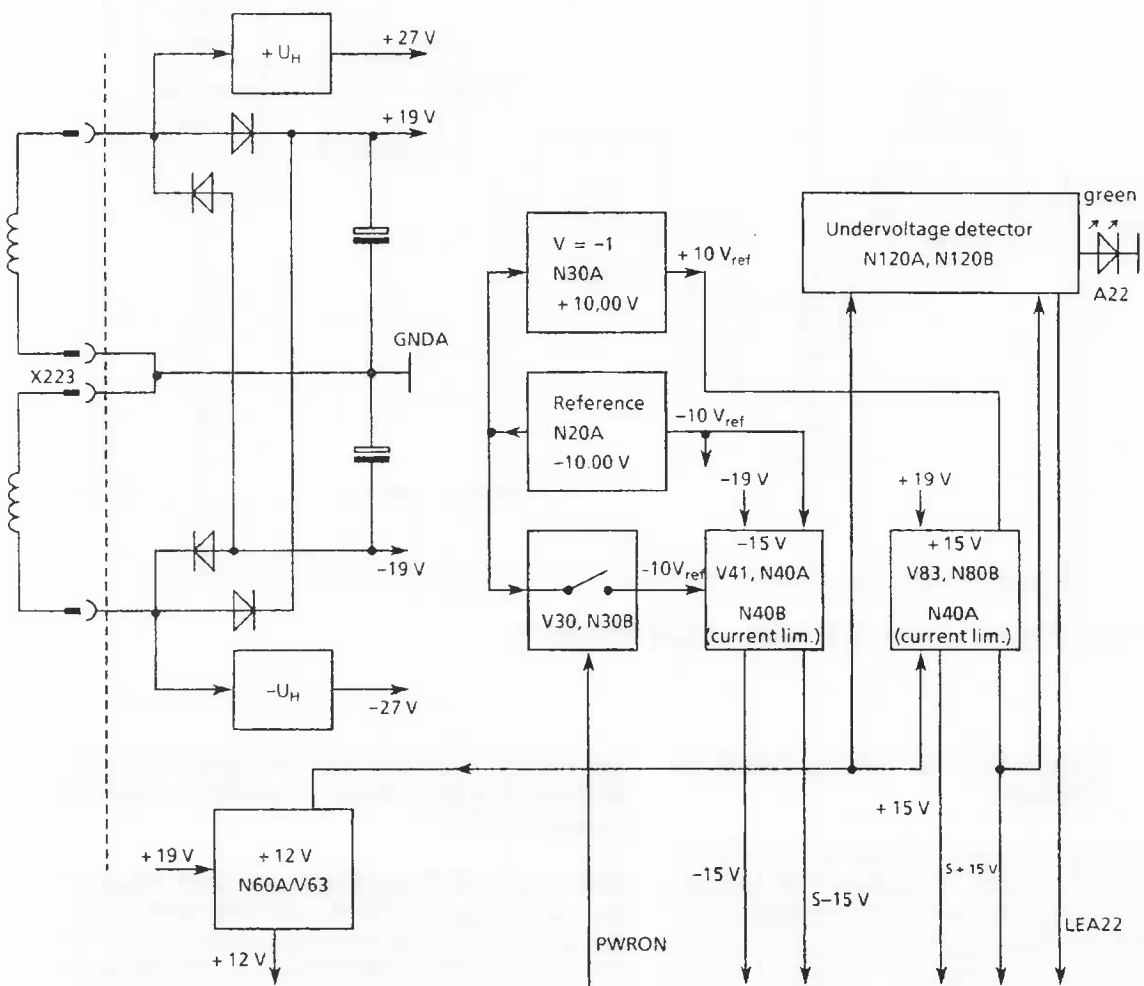 + U_H
+ 27 V
+ 19 V
GNDA
X223
-19 V
-U_H
-27 V
V = -1
N30A
+ 10,00 V
+ 10 V_ref
Reference
N20A
-10.00 V
-10 V_ref
V30, N30B
-10V_ref
-19 V
-15 V
V41, N40A
N40B
(current lim.)
+ 19 V
+ 15 V
V83, N80B
N40A
(current lim.)
Undervoltage detector
N120A, N120B
green
A22
+ 19 V
+ 12 V
N60A/V63
+ 12 V
PWRON
-15 V
S-15 V
+ 15 V
S + 15 V
LEA22